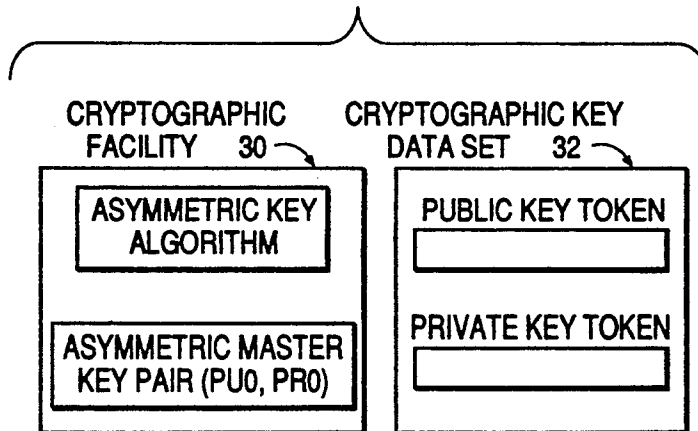 CRYPTOGRAPHIC
FACILITY 30
ASYMMETRIC KEY
ALGORITHM
ASYMMETRIC MASTER
KEY PAIR (PU0, PR0)
CRYPTOGRAPHIC KEY
DATA SET 32
PUBLIC KEY TOKEN
PRIVATE KEY TOKEN